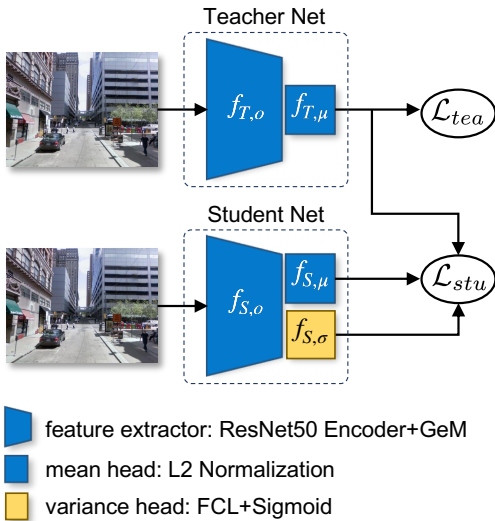 Teacher Net
f_{T,o}
f_{T,μ}
ℒ_{tea}
Student Net
f_{S,o}
f_{S,μ}
f_{S,σ}
ℒ_{stu}
feature extractor: ResNet50 Encoder+GeM
mean head: L2 Normalization
variance head: FCL+Sigmoid